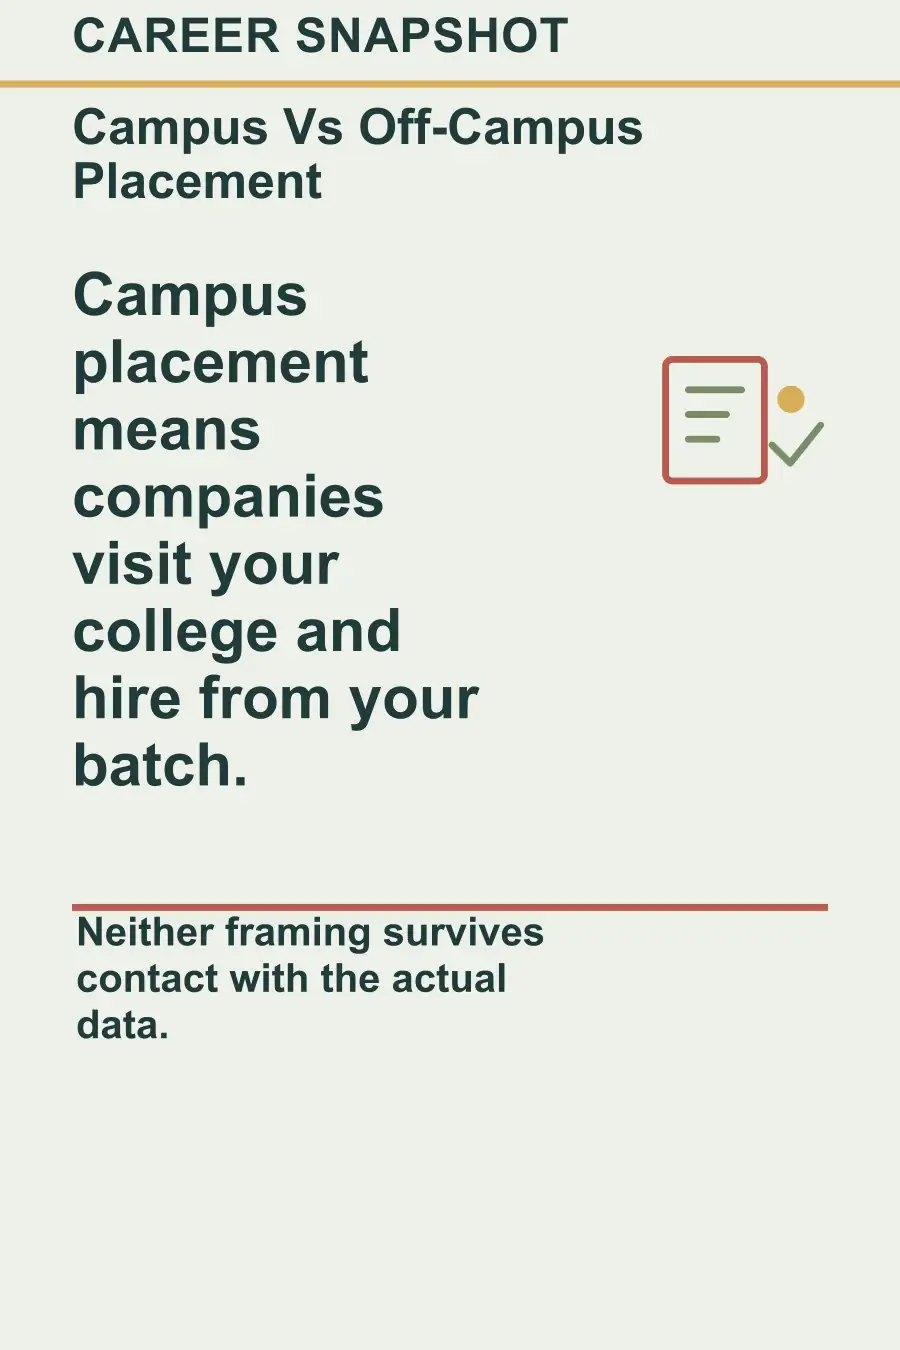 CAREER SNAPSHOT
Campus Vs Off-Campus
Placement
Campus
placement
means
companies
visit your
college and
hire from your
batch.
Neither framing survives
contact with the actual
data.